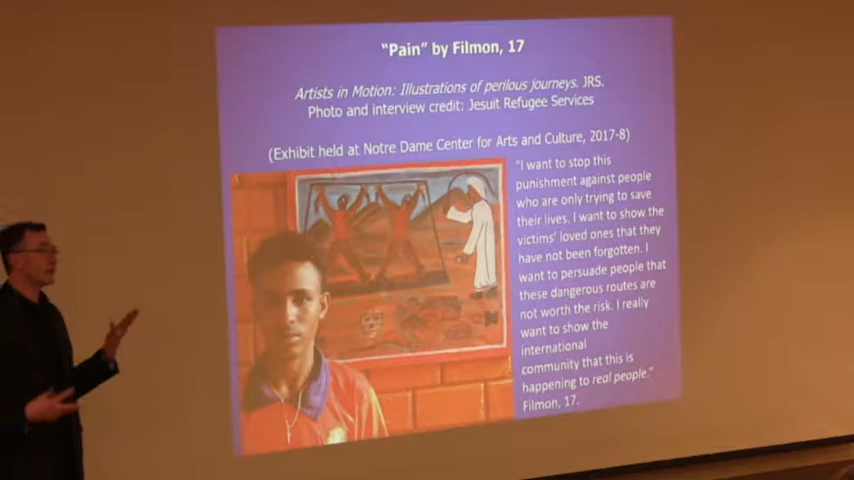 “Pain” by Filmon, 17
Artists in Motion: Illustrations of perilous journeys. JRS.
Photo and interview credit: Jesuit Refugee Services
(Exhibit held at Notre Dame Center for Arts and Culture, 2017-8)
“I want to stop this
punishment against people
who are only trying to save
their lives. I want to show the
victims’ loved ones that they
have not been forgotten. I
want to persuade people that
these dangerous routes are
not worth the risk. I really
want to show the
international
community that this is
happening to real people.”
Filmon, 17.